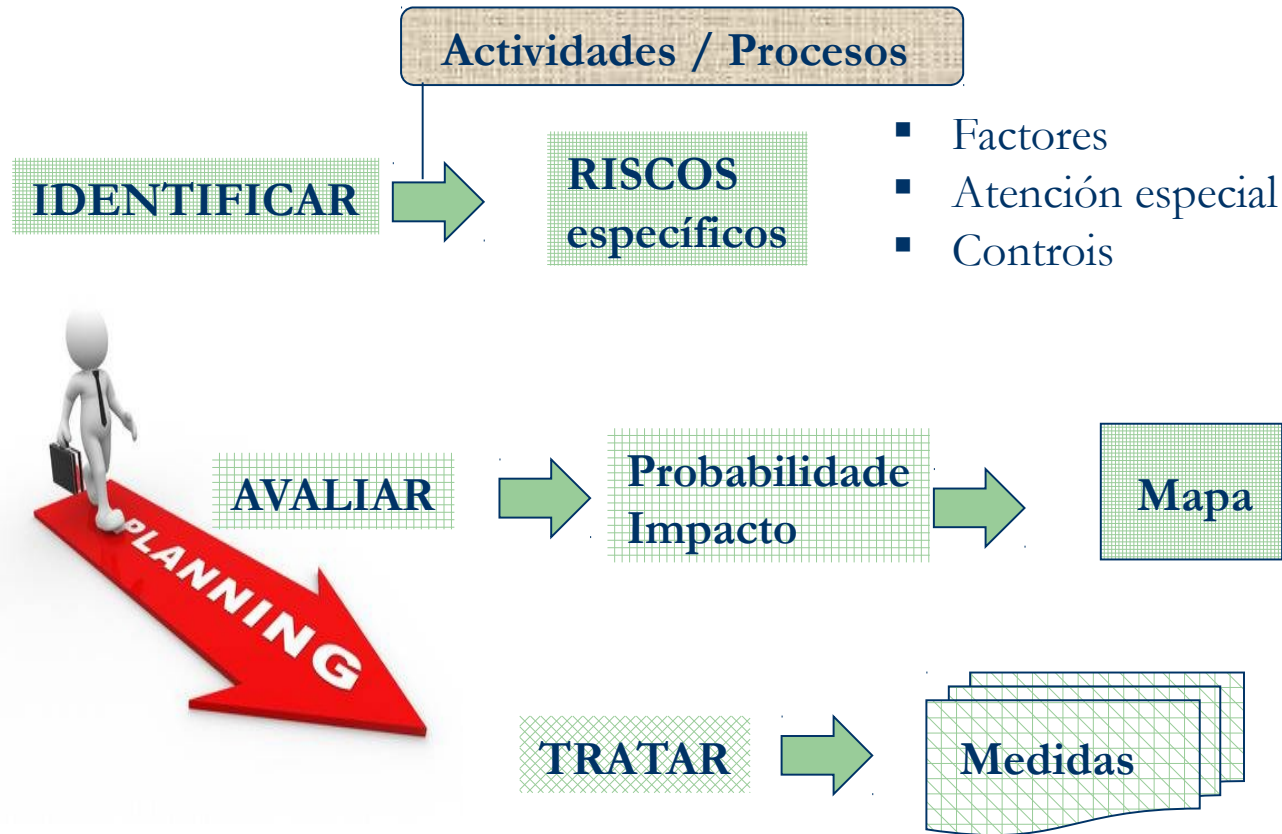 Actividades / Procesos
IDENTIFICAR
RISCOS
específicos
▪ Factores
▪ Atención especial
▪ Controis
PLANNING
AVALIAR
Probabilidade
Impacto
Mapa
TRATAR
Medidas